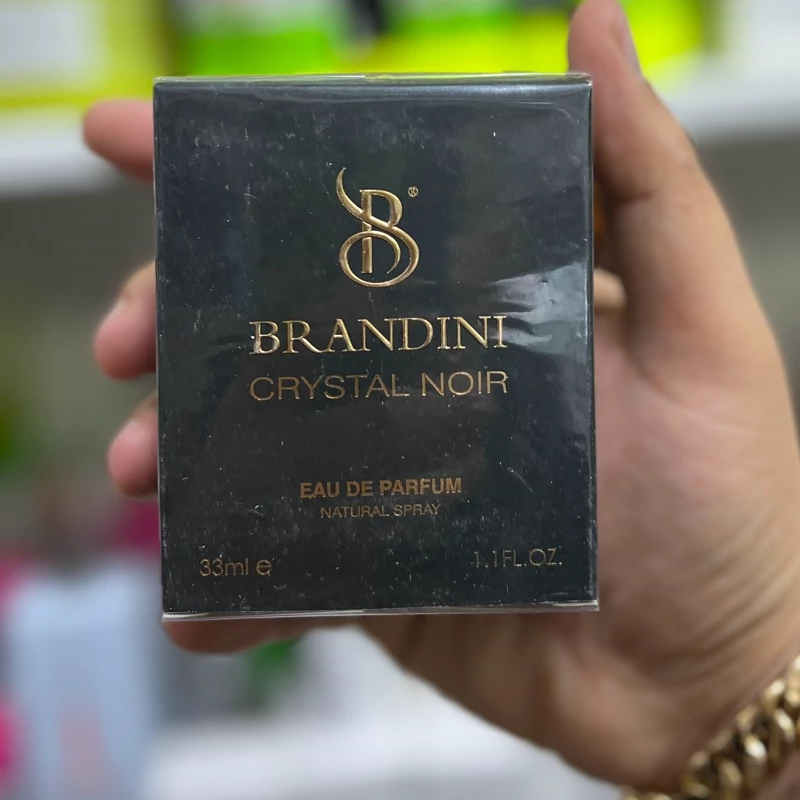 B®
BRANDINI
CRYSTAL NOIR
EAU DE PARFUM
NATURAL SPRAY
33ml e 1.1FL.OZ.